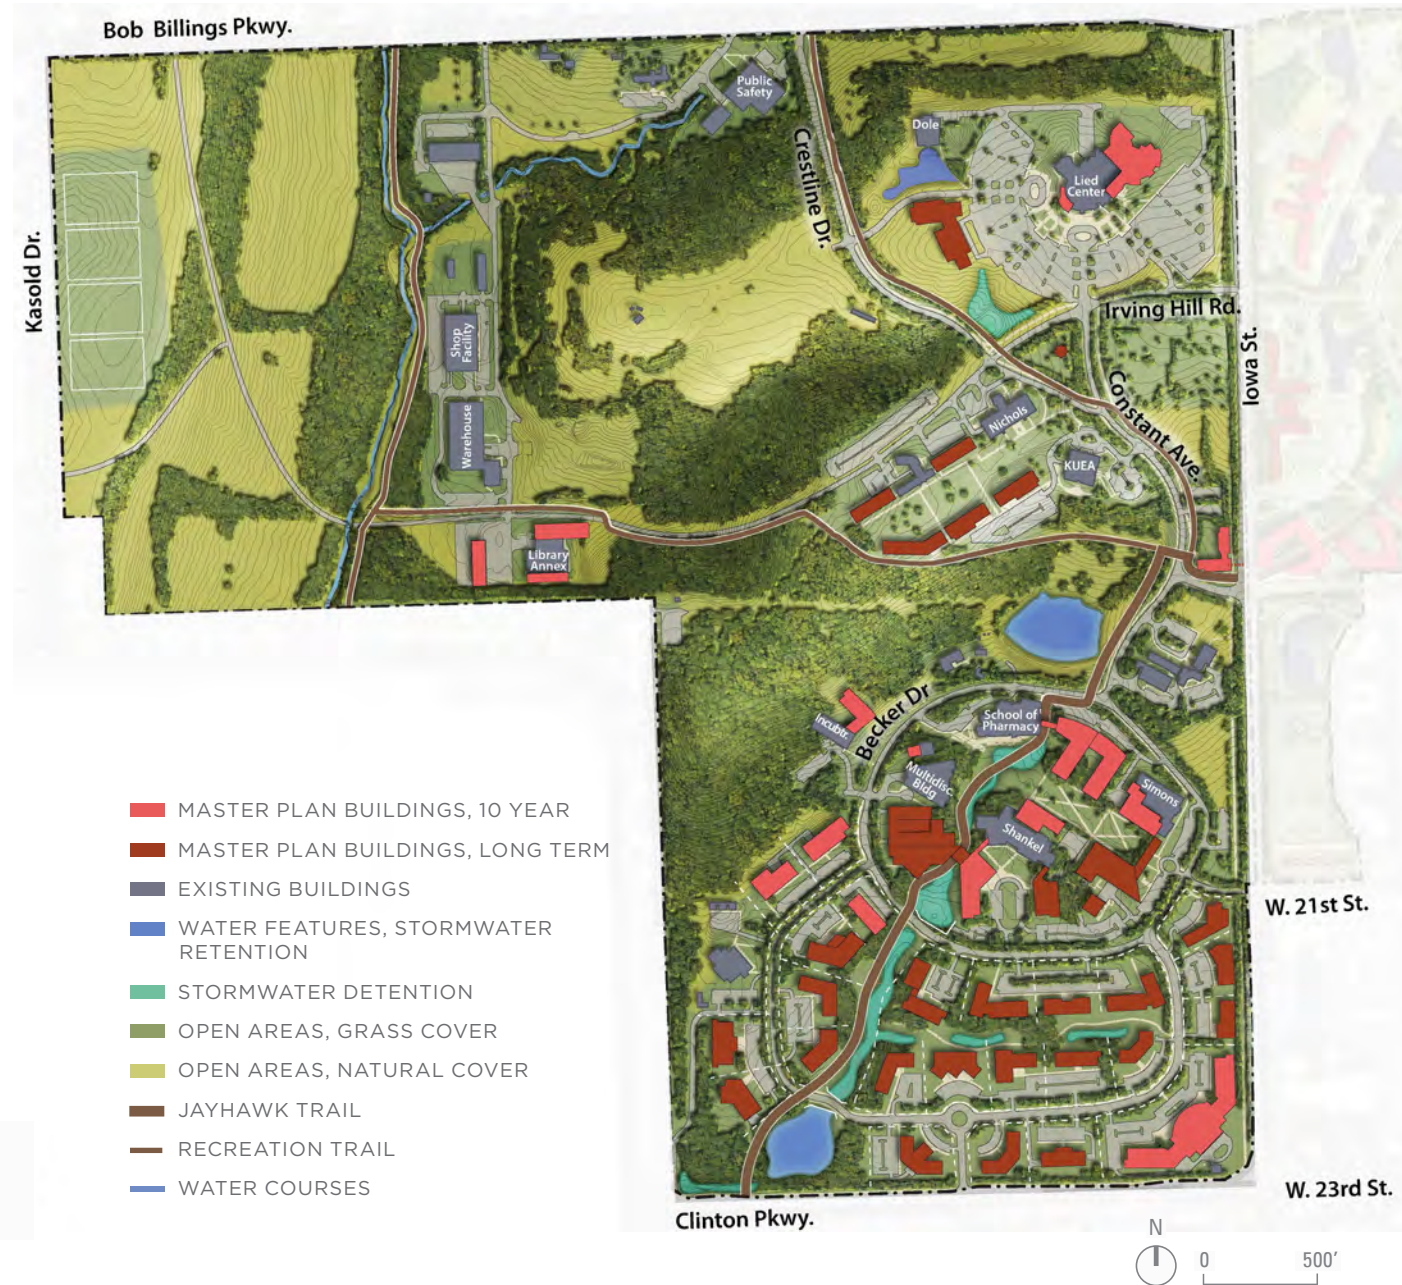 Bob Billings Pkwy.
Public
Safety
Dole
Crestline Dr.
Lied
Center
Kasold Dr.
Irving Hill Rd.
Iowa St.
Shop
Facility
Constant Ave.
Nichols
Warehouse
KUEA
Library
Annex
Becker Dr
School of
Pharmacy
Incubtr.
Multidisc.
Bldg
Simons
Shankel
MASTER PLAN BUILDINGS, 10 YEAR
MASTER PLAN BUILDINGS, LONG TERM
EXISTING BUILDINGS
WATER FEATURES, STORMWATER
RETENTION
STORMWATER DETENTION
OPEN AREAS, GRASS COVER
OPEN AREAS, NATURAL COVER
JAYHAWK TRAIL
RECREATION TRAIL
WATER COURSES
W. 21st St.
W. 23rd St.
Clinton Pkwy.
N
0 500'